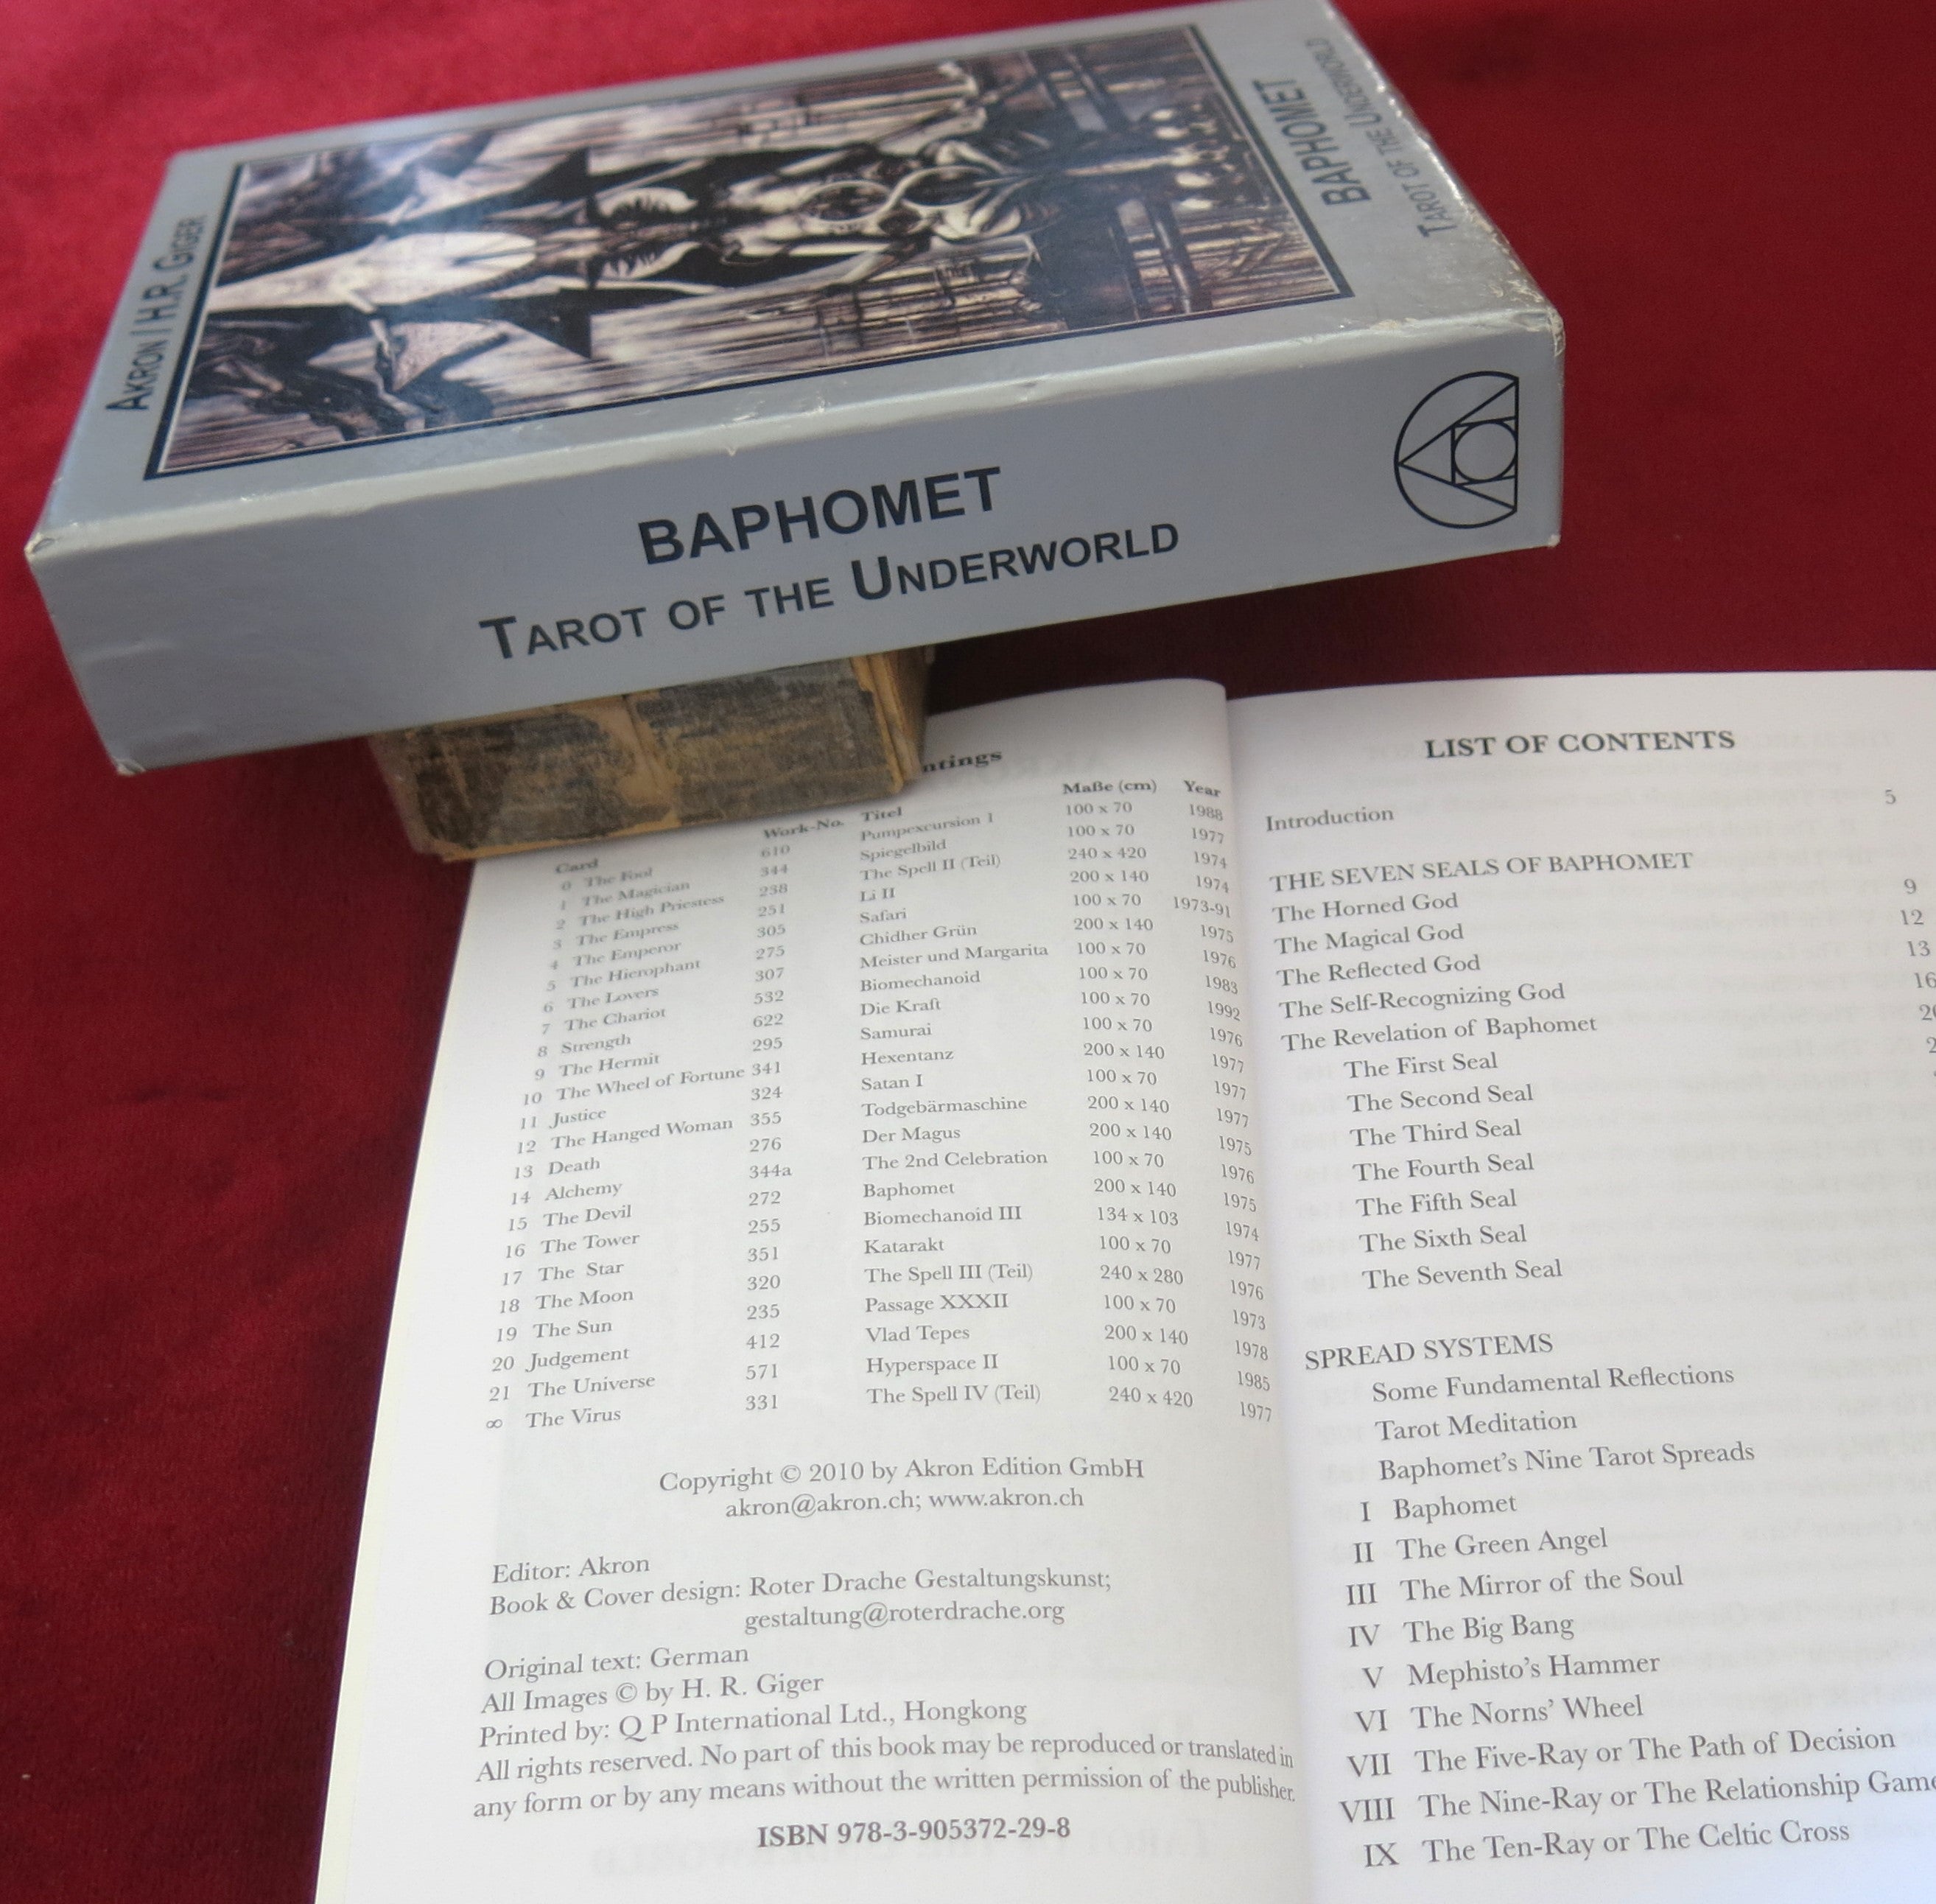 AKRON | H.R. GIGER
BAPHOMET
TAROT OF THE UNDERWORLD
BAPHOMET
TAROT OF THE UNDERWORLD
ntings
Card Work-No. Titel Maße (cm) Year
0 The Fool 610 Pumpexcursion I 100 x 70 1988
1 The Magician 344 Spiegelbild 100 x 70 1977
2 The High Priestess 238 The Spell II (Teil) 240 x 420 1974
3 The Empress 251 Li II 200 x 140 1974
4 The Emperor 305 Safari 100 x 70 1973-91
5 The Hierophant 275 Chidher Grün 200 x 140 1975
6 The Lovers 307 Meister und Margarita 100 x 70 1976
7 The Chariot 532 Biomechanoid 100 x 70 1983
8 Strength 622 Die Kraft 100 x 70 1992
9 The Hermit 295 Samurai 100 x 70 1976
10 The Wheel of Fortune 341 Hexentanz 200 x 140 1977
11 Justice 324 Satan I 100 x 70 1977
12 The Hanged Woman 355 Todgebärmaschine 200 x 140 1977
13 Death 276 Der Magus 200 x 140 1975
14 Alchemy 344a The 2nd Celebration 100 x 70 1976
15 The Devil 272 Baphomet 200 x 140 1975
16 The Tower 255 Biomechanoid III 134 x 103 1974
17 The Star 351 Katarakt 100 x 70 1977
18 The Moon 320 The Spell III (Teil) 240 x 280 1976
19 The Sun 235 Passage XXXII 100 x 70 1973
20 Judgement 412 Vlad Tepes 200 x 140 1978
21 The Universe 571 Hyperspace II 100 x 70 1985
∞ The Virus 331 The Spell IV (Teil) 240 x 420 1977
Copyright © 2010 by Akron Edition GmbH
akron@akron.ch; www.akron.ch
Editor: Akron
Book & Cover design: Roter Drache Gestaltungskunst;
gestaltung@roterdrache.org
Original text: German
All Images © by H. R. Giger
Printed by: Q P International Ltd., Hongkong
All rights reserved. No part of this book may be reproduced or translated in
any form or by any means without the written permission of the publisher.
ISBN 978-3-905372-29-8
LIST OF CONTENTS
Introduction 5
THE SEVEN SEALS OF BAPHOMET
The Horned God 9
The Magical God 12
The Reflected God 13
The Self-Recognizing God 16
The Revelation of Baphomet
The First Seal
The Second Seal
The Third Seal
The Fourth Seal
The Fifth Seal
The Sixth Seal
The Seventh Seal
SPREAD SYSTEMS
Some Fundamental Reflections
Tarot Meditation
Baphomet's Nine Tarot Spreads
I Baphomet
II The Green Angel
III The Mirror of the Soul
IV The Big Bang
V Mephisto's Hammer
VI The Norns' Wheel
VII The Five-Ray or The Path of Decision
VIII The Nine-Ray or The Relationship Game
IX The Ten-Ray or The Celtic Cross